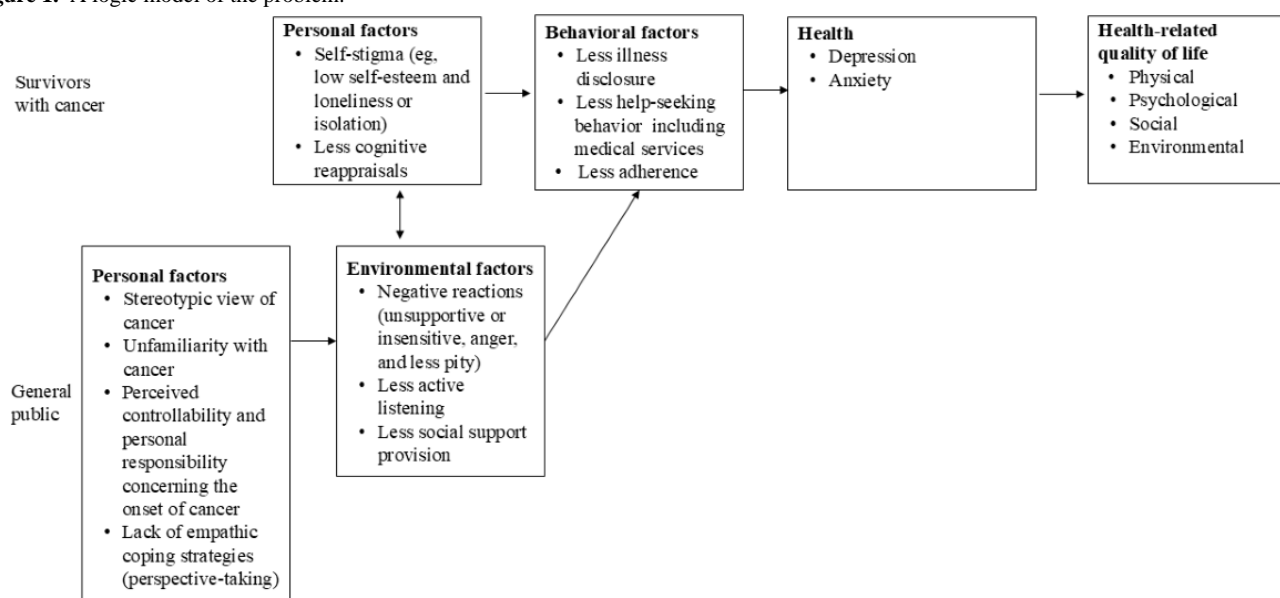 gure 1. A logic model of the problem.
Survivors
with cancer
Personal factors
• Self-stigma (eg,
low self-esteem and
loneliness or
isolation)
• Less cognitive
reappraisals
Behavioral factors
• Less illness
disclosure
• Less help-seeking
behavior including
medical services
• Less adherence
Health
• Depression
• Anxiety
Health-related
quality of life
• Physical
• Psychological
• Social
• Environmental
General
public
Personal factors
• Stereotypic view of
cancer
• Unfamiliarity with
cancer
• Perceived
controllability and
personal
responsibility
concerning the
onset of cancer
• Lack of empathic
coping strategies
(perspective-taking)
Environmental factors
• Negative reactions
(unsupportive or
insensitive, anger,
and less pity)
• Less active
listening
• Less social support
provision